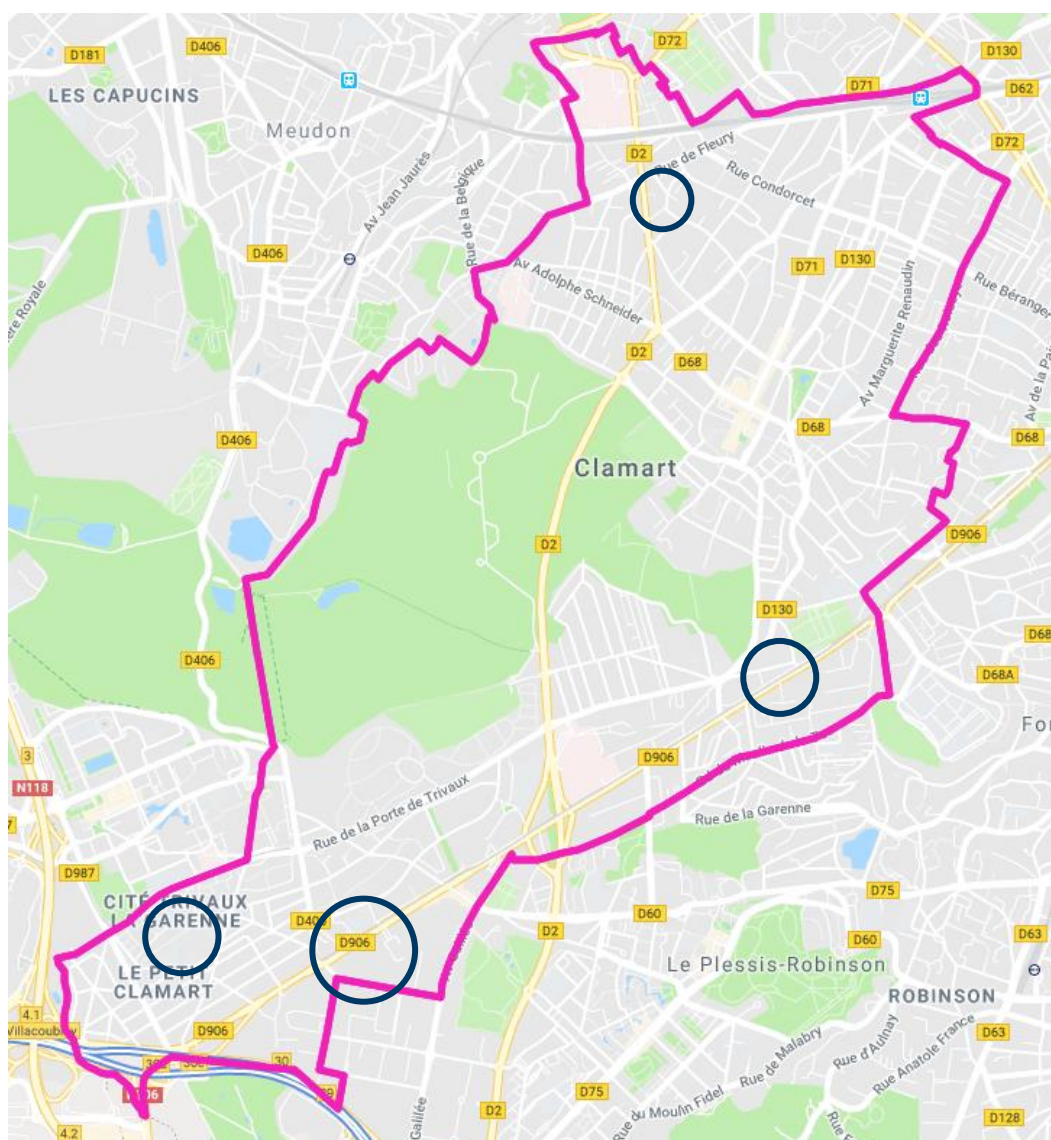 D406
D181
D72
D130
LES CAPUCINS
D71
D62
Meudon
D72
D2
Rue de Fleury
Av Jean Jaurès
Rue de la Belgique
Rue Condorcet
D406
D71
D130
Av Adolphe Schneider
Rue Béranger
Av Marguerite Renaudin
D2
D68
D406
D68
D68
Clamart
D906
D2
D130
D68
D406
D68A
3
D906
N118
Rue de la Porte de Trivaux
Rue de la Garenne
D987
D75
CITÉ TRIVAUX
LA GARENNE
D60
D2
D906
D63
D60
LE PETIT
CLAMART
Le Plessis-Robinson
ROBINSON
4.1
D906
D63
Rue de Malabry
Rue d'Aulnay
Rue Anatole France
30
D75
Rue du Moulin Fidel
D2
Galilée
D128
4.2